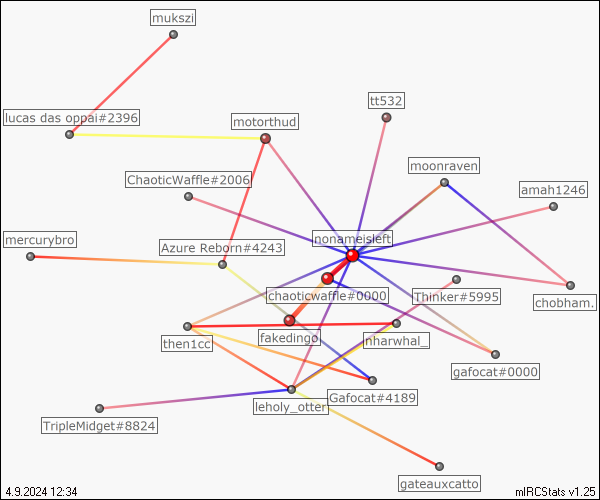 mukszi
lucas das oppai#2396
motorthud
tt532
moonraven
ChaoticWaffle#2006
amah1246
nonameisleft
mercurybro
Azure Reborn#4243
chaoticwaffle#0000
Thinker#5995
chobham.
fakedingo
nharwhal_
then1cc
gafocat#0000
Gafocat#4189
leholy_otter
TripleMidget#8824
gateauxcatto
4.9.2024 12:34
mIRCStats v1.25